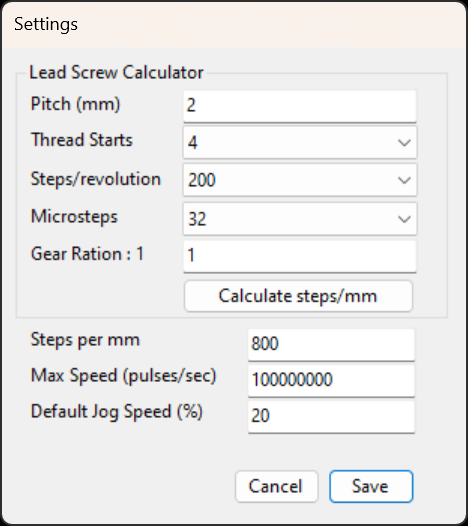 Settings
Lead Screw Calculator
Pitch (mm) 2
Thread Starts 4
Steps/revolution 200
Microsteps 32
Gear Ration : 1 1
Calculate steps/mm
Steps per mm 800
Max Speed (pulses/sec) 100000000
Default Jog Speed (%) 20
Cancel Save